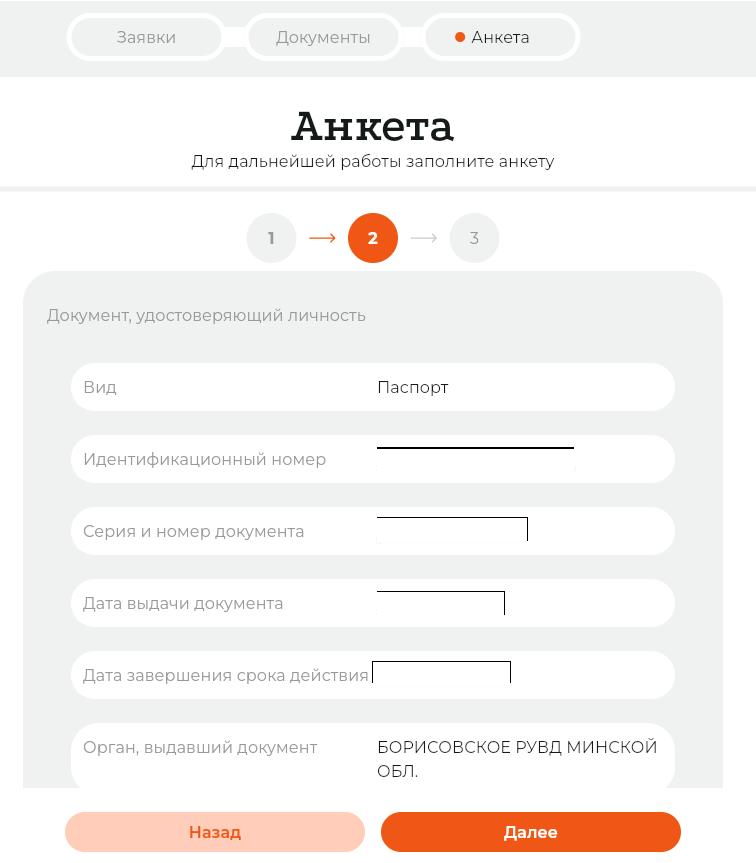 Заявки
Документы
Анкета
Анкета
Для дальнейшей работы заполните анкету
1
2
3
Документ, удостоверяющий личность
Вид
Паспорт
Идентификационный номер
Серия и номер документа
Дата выдачи документа
Дата завершения срока действия
Орган, выдавший документ
БОРИСОВСКОЕ РУВД МИНСКОЙ
ОБЛ.
Назад
Далее